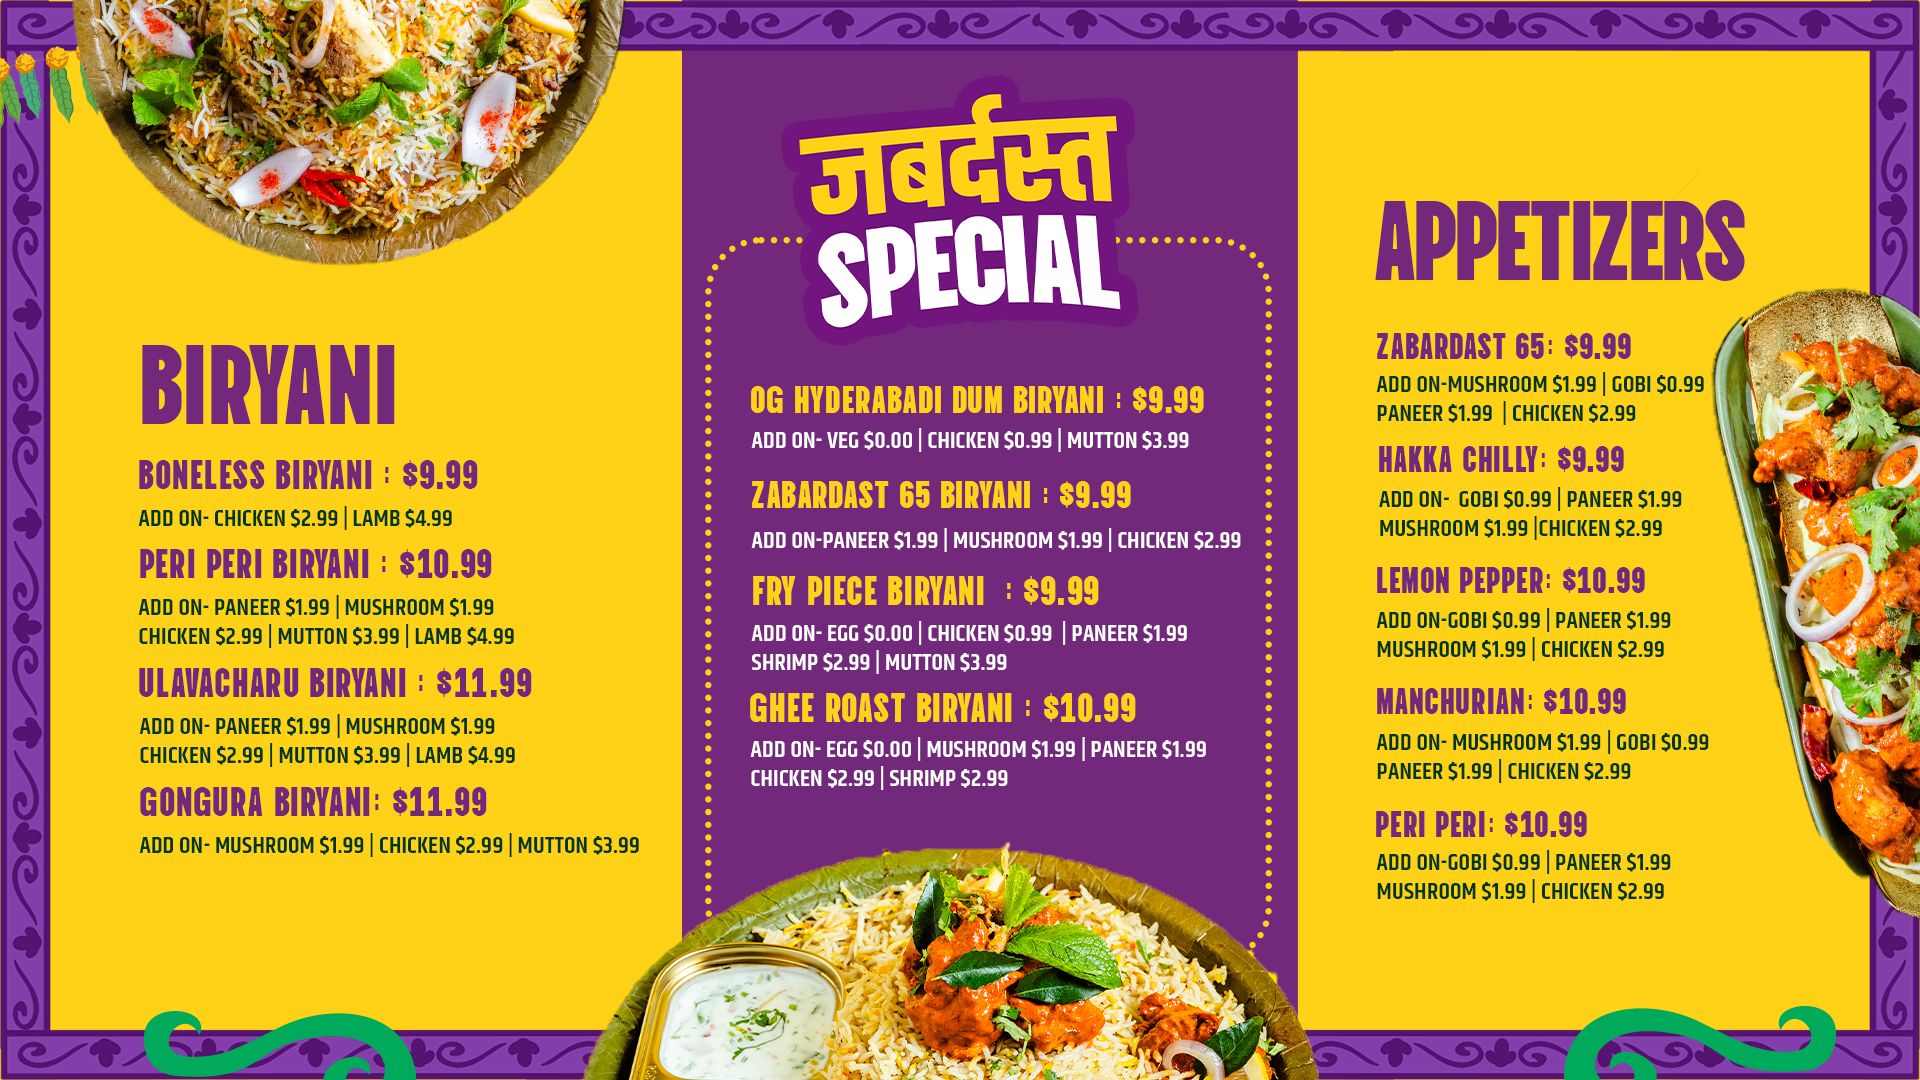 BIRYANI
BONELESS BIRYANI : $9.99
ADD ON- CHICKEN $2.99 | LAMB $4.99
PERI PERI BIRYANI : $10.99
ADD ON- PANEER $1.99 | MUSHROOM $1.99
CHICKEN $2.99 | MUTTON $3.99 | LAMB $4.99
ULAVACHARU BIRYANI : $11.99
ADD ON- PANEER $1.99 | MUSHROOM $1.99
CHICKEN $2.99 | MUTTON $3.99 | LAMB $4.99
GONGURA BIRYANI: $11.99
ADD ON- MUSHROOM $1.99 | CHICKEN $2.99 | MUTTON $3.99
जबर्दस्त
SPECIAL
OG HYDERABADI DUM BIRYANI : $9.99
ADD ON- VEG $0.00 | CHICKEN $0.99 | MUTTON $3.99
ZABARDAST 65 BIRYANI : $9.99
ADD ON-PANEER $1.99 | MUSHROOM $1.99 | CHICKEN $2.99
FRY PIECE BIRYANI : $9.99
ADD ON- EGG $0.00 | CHICKEN $0.99 | PANEER $1.99
SHRIMP $2.99 | MUTTON $3.99
GHEE ROAST BIRYANI : $10.99
ADD ON- EGG $0.00 | MUSHROOM $1.99 | PANEER $1.99
CHICKEN $2.99 | SHRIMP $2.99
APPETIZERS
ZABARDAST 65: $9.99
ADD ON-MUSHROOM $1.99 | GOBI $0.99
PANEER $1.99 | CHICKEN $2.99
HAKKA CHILLY: $9.99
ADD ON- GOBI $0.99 | PANEER $1.99
MUSHROOM $1.99 |CHICKEN $2.99
LEMON PEPPER: $10.99
ADD ON-GOBI $0.99 | PANEER $1.99
MUSHROOM $1.99 | CHICKEN $2.99
MANCHURIAN: $10.99
ADD ON- MUSHROOM $1.99 | GOBI $0.99
PANEER $1.99 | CHICKEN $2.99
PERI PERI: $10.99
ADD ON-GOBI $0.99 | PANEER $1.99
MUSHROOM $1.99 | CHICKEN $2.99